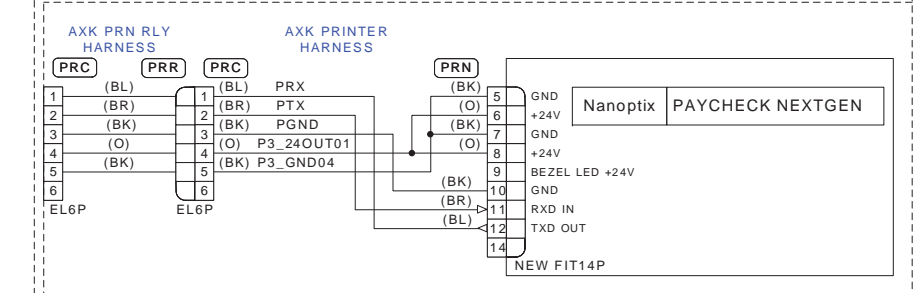 AXK PRN RLY
HARNESS
AXK PRINTER
HARNESS
PRC
PRR
PRC
PRN
1
2
3
4
5
6
(BL)
(BR)
(BK)
(O)
(BK)
EL6P
1
2
3
4
5
6
EL6P
(BL) PRX
(BR) PTX
(BK) PGND
(O) P3_24OUT01
(BK) P3_GND04
(BK) 5 GND
(O) 6 +24V
(BK) 7 GND
(O) 8 +24V
9 BEZEL LED +24V
(BK) 10 GND
(BR) 11 RXD IN
(BL) 12 TXD OUT
14
NEW FIT14P
Nanoptix PAYCHECK NEXTGEN